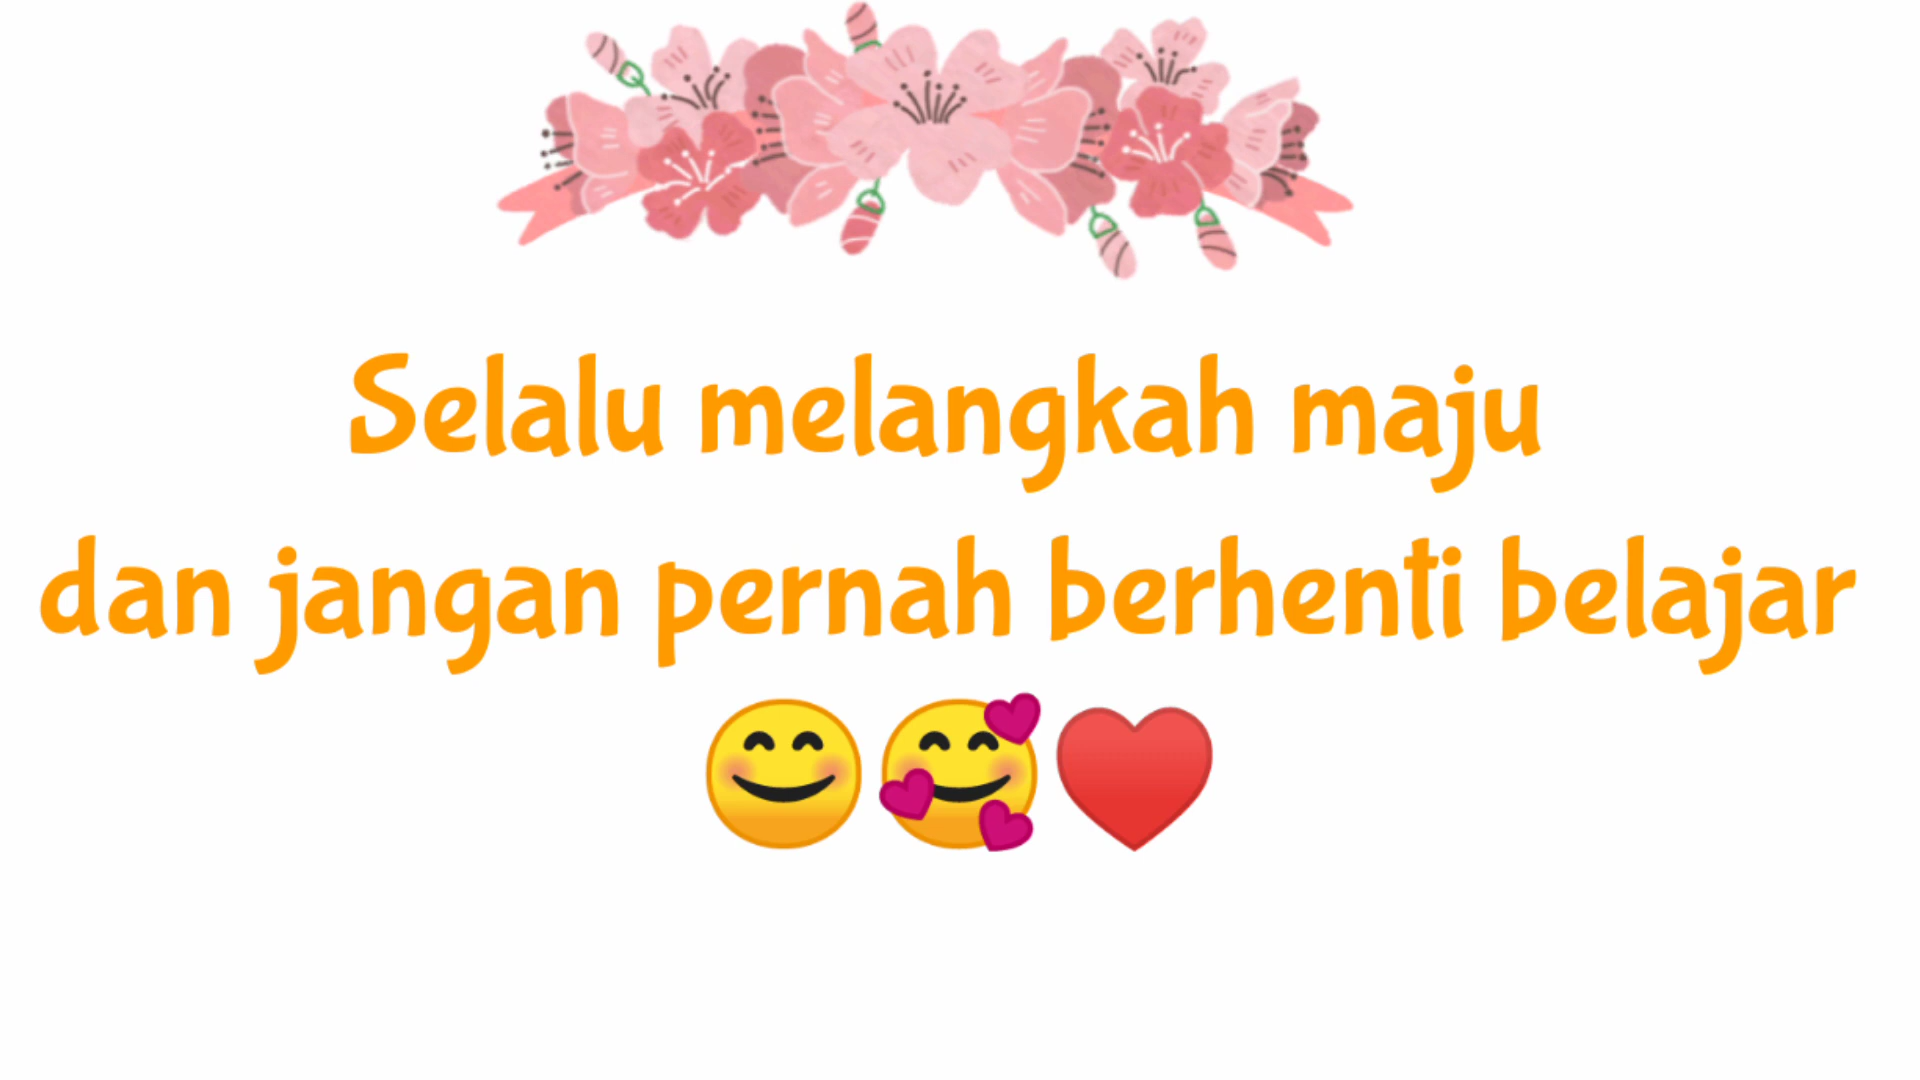 Selalu melangkah maju
dan jangan pernah berhenti belajar
😊🥰❤️